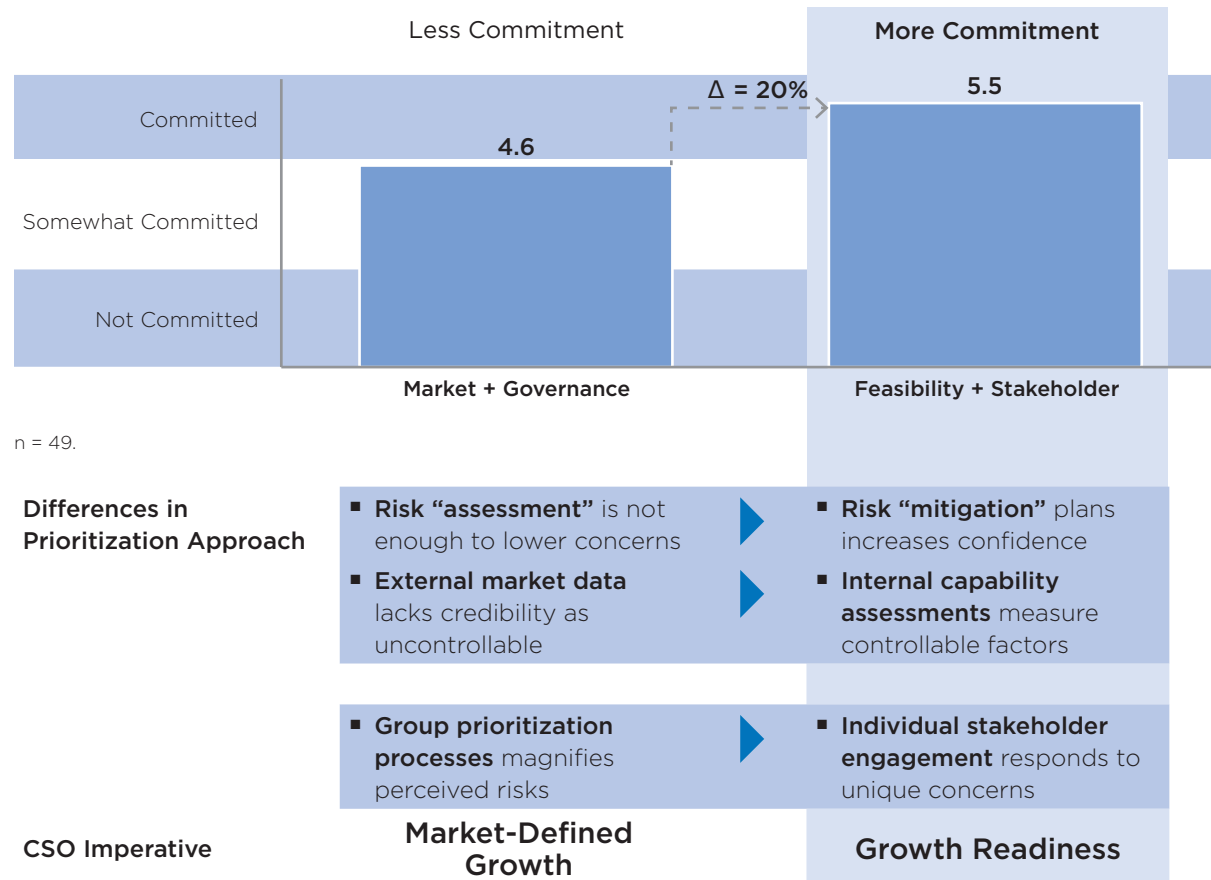 Less Commitment
More Commitment
Committed
Δ = 20%
5.5
4.6
Somewhat Committed
Not Committed
Market + Governance
Feasibility + Stakeholder
n = 49.
Differences in
Prioritization Approach
▪ Risk “assessment” is not
enough to lower concerns
▪ External market data
lacks credibility as
uncontrollable
▪ Risk “mitigation” plans
increases confidence
▪ Internal capability
assessments measure
controllable factors
▪ Group prioritization
processes magnifies
perceived risks
▪ Individual stakeholder
engagement responds to
unique concerns
CSO Imperative
Market-Defined
Growth
Growth Readiness